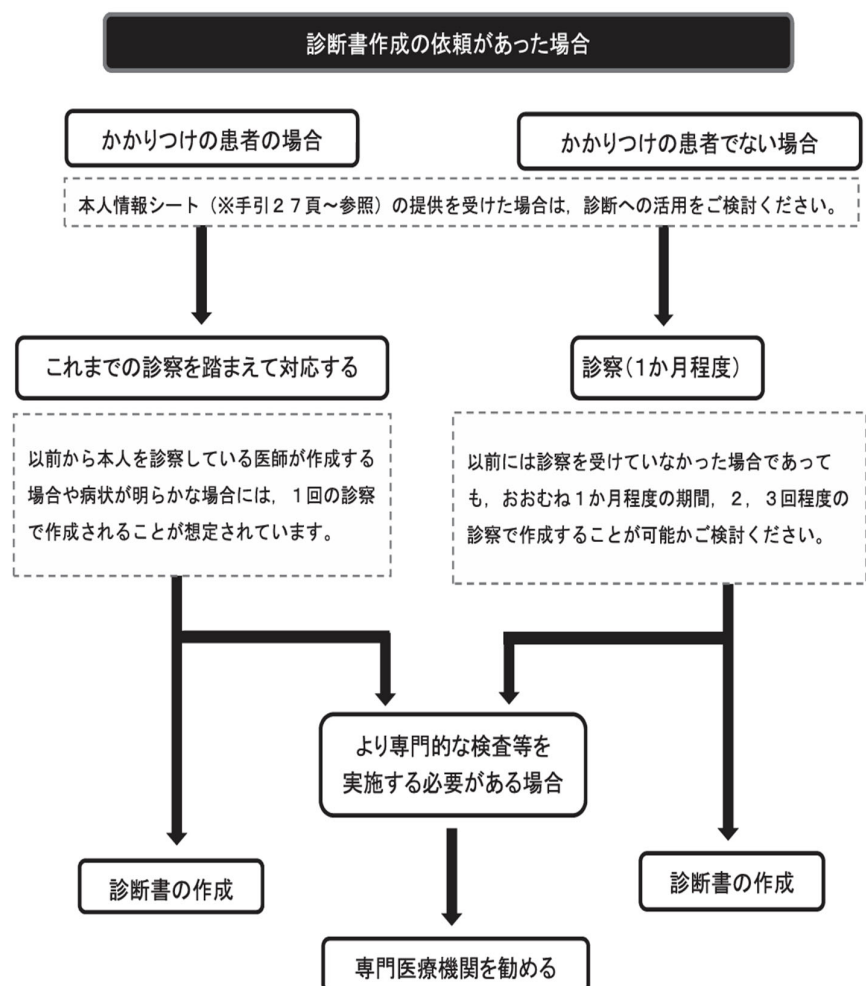 診断書作成の依頼があった場合
かかりつけの患者の場合
かかりつけの患者でない場合
本人情報シート(※手引27頁~参照)の提供を受けた場合は,診断への活用をご検討ください。
これまでの診察を踏まえて対応する
診察(1か月程度)
以前から本人を診察している医師が作成する
場合や病状が明らかな場合には,1回の診察
で作成されることが想定されています。
以前には診察を受けていなかった場合であって
も,おおむね1か月程度の期間,2,3回程度の
診察で作成することが可能かご検討ください。
より専門的な検査等を
実施する必要がある場合
診断書の作成
診断書の作成
専門医療機関を勧める